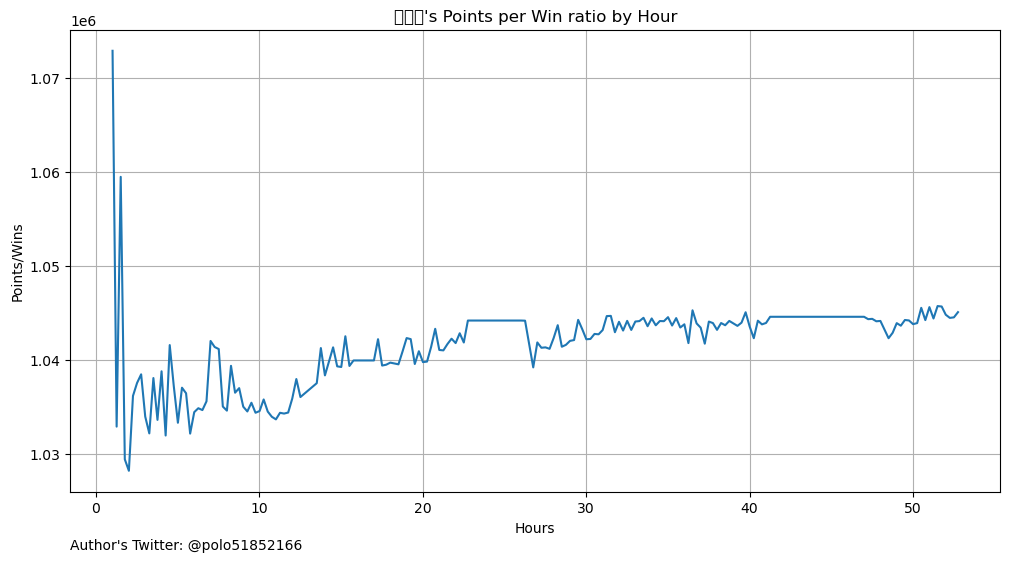 's Points per Win ratio by Hour
1e6
1.07
1.06
1.05
1.04
1.03
Points/Wins
0 10 20 30 40 50
Hours
Author's Twitter: @polo51852166